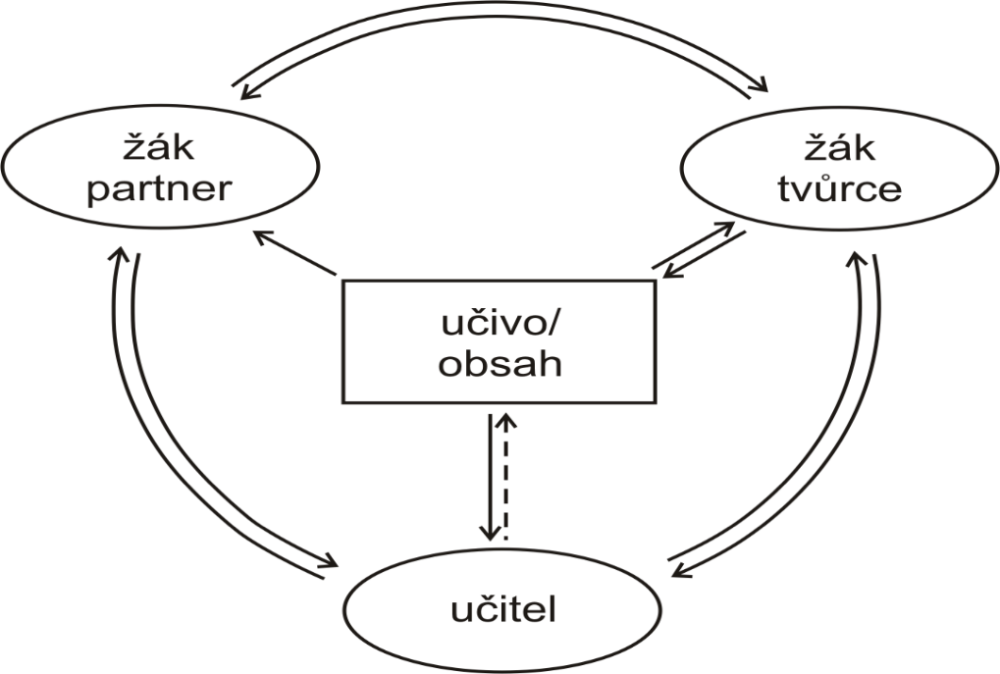 žák
partner
žák
tvůrce
učivo/
obsah
učitel